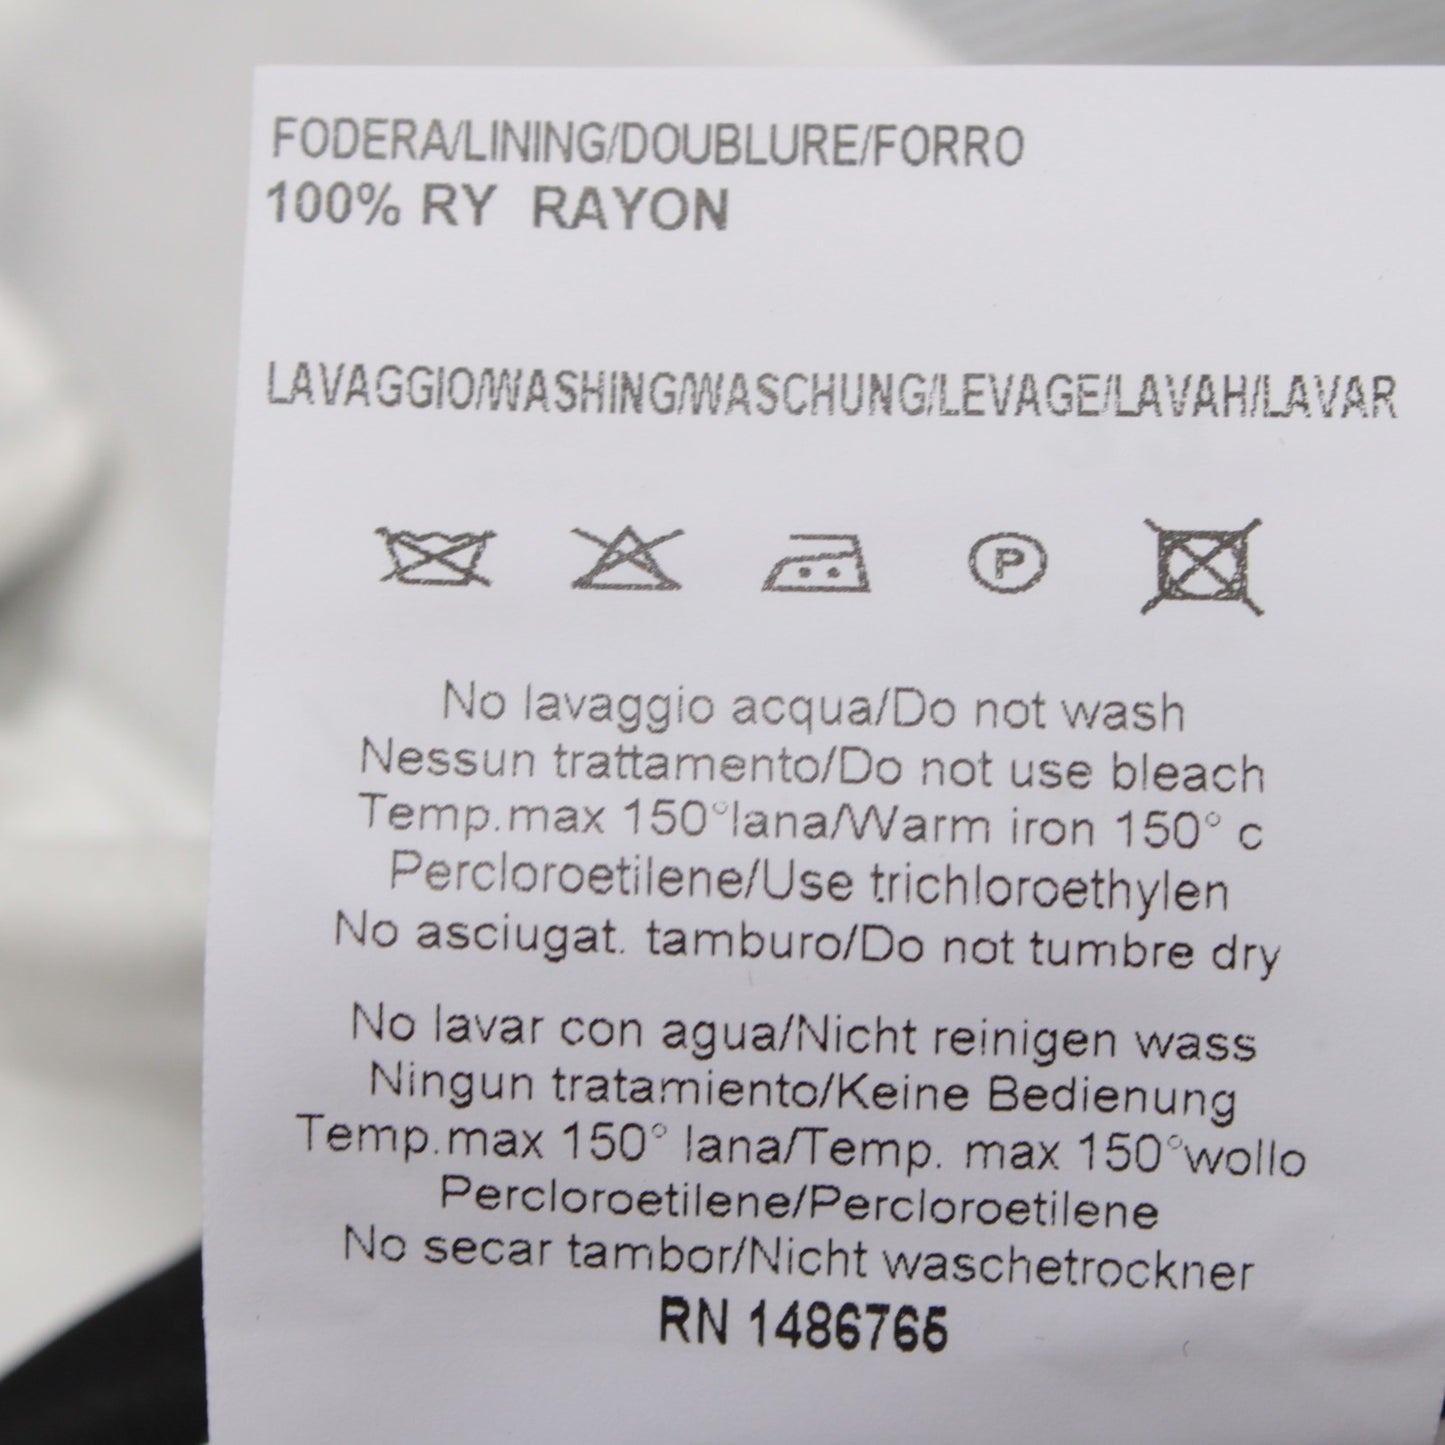 FODERA/LINING/DOUBLURE/FORRO
100% RY RAYON
LAVAGGIO/WASHING/WASCHUNG/LEVAGE/LAVAH/LAVAR
P
No lavaggio acqua/Do not wash
Nessun trattamento/Do not use bleach
Temp.max 150°lana/Warm iron 150° c
Percloroetilene/Use trichloroethylen
No asciugat. tamburo/Do not tumbre dry
No lavar con agua/Nicht reinigen wass
Ningun tratamiento/Keine Bedienung
Temp.max 150° lana/Temp. max 150°wollo
Percloroetilene/Percloroetilene
No secar tambor/Nicht waschetrockner
RN 1486765